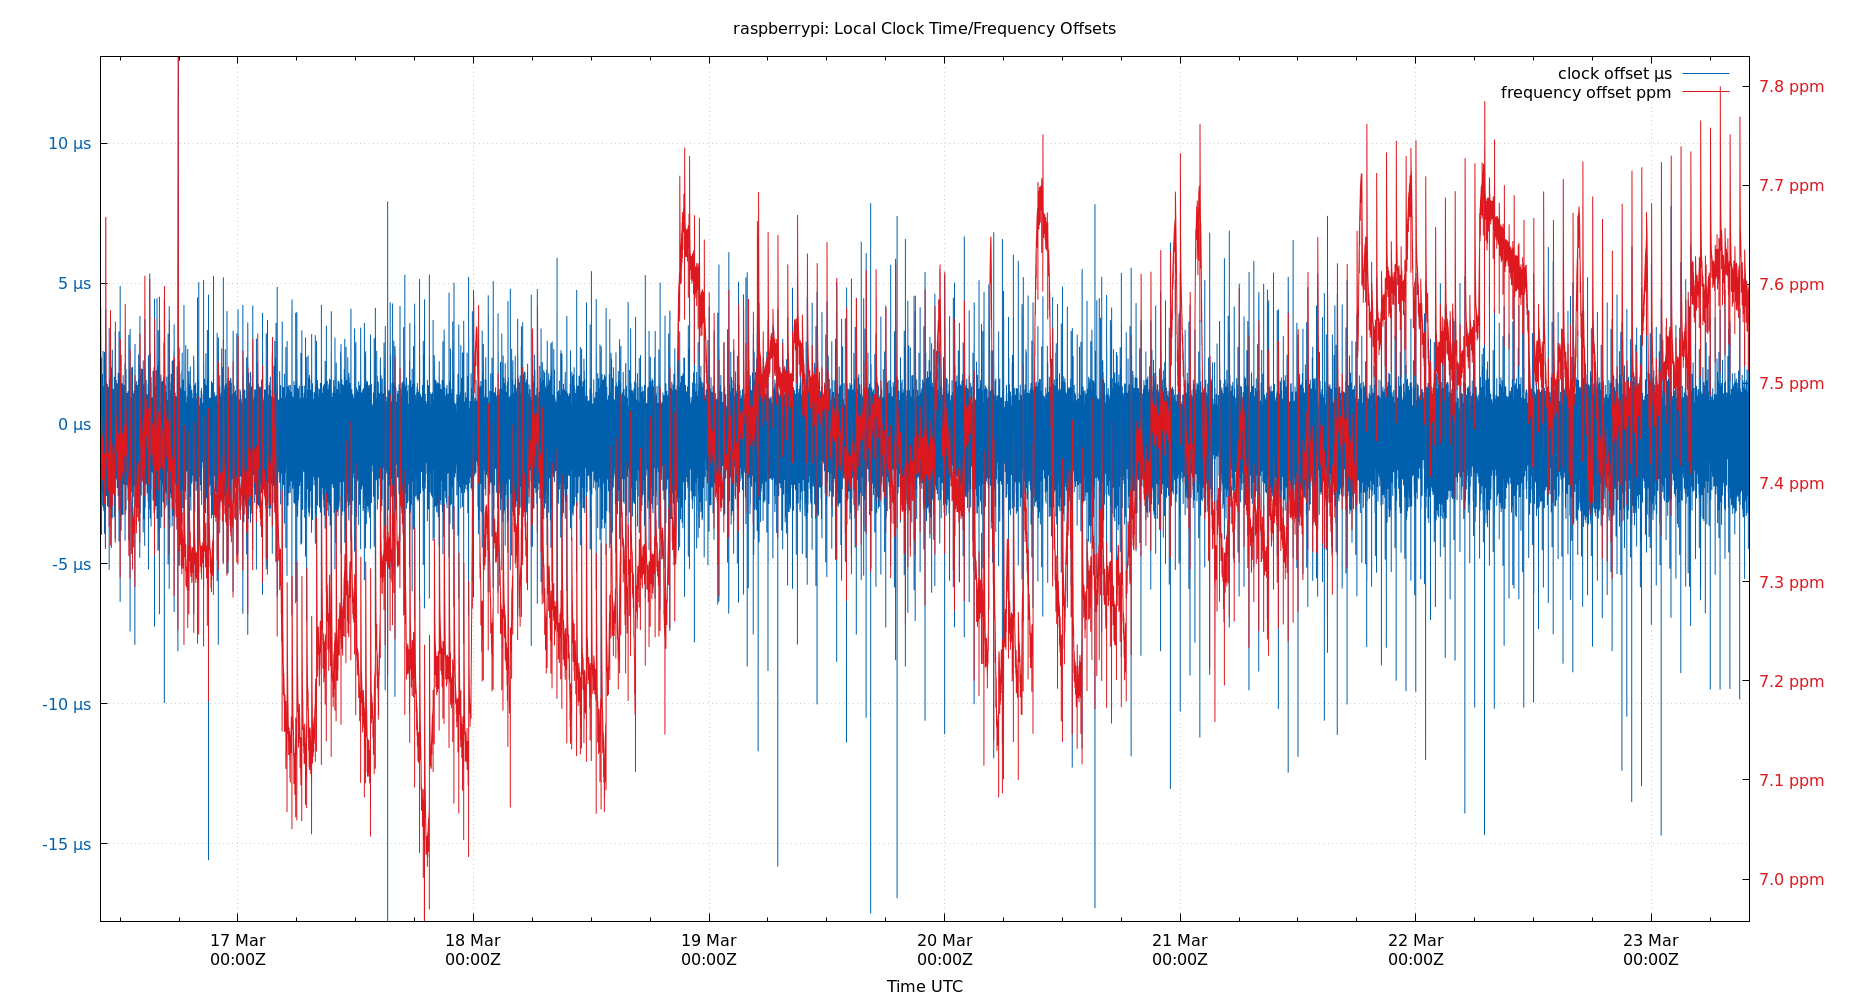 raspberrypi: Local Clock Time/Frequency Offsets
clock offset µs
frequency offset ppm
10 µs
5 µs
0 µs
-5 µs
-10 µs
-15 µs
7.8 ppm
7.7 ppm
7.6 ppm
7.5 ppm
7.4 ppm
7.3 ppm
7.2 ppm
7.1 ppm
7.0 ppm
17 Mar 18 Mar 19 Mar 20 Mar 21 Mar 22 Mar 23 Mar
00:00Z 00:00Z 00:00Z 00:00Z 00:00Z 00:00Z 00:00Z
Time UTC